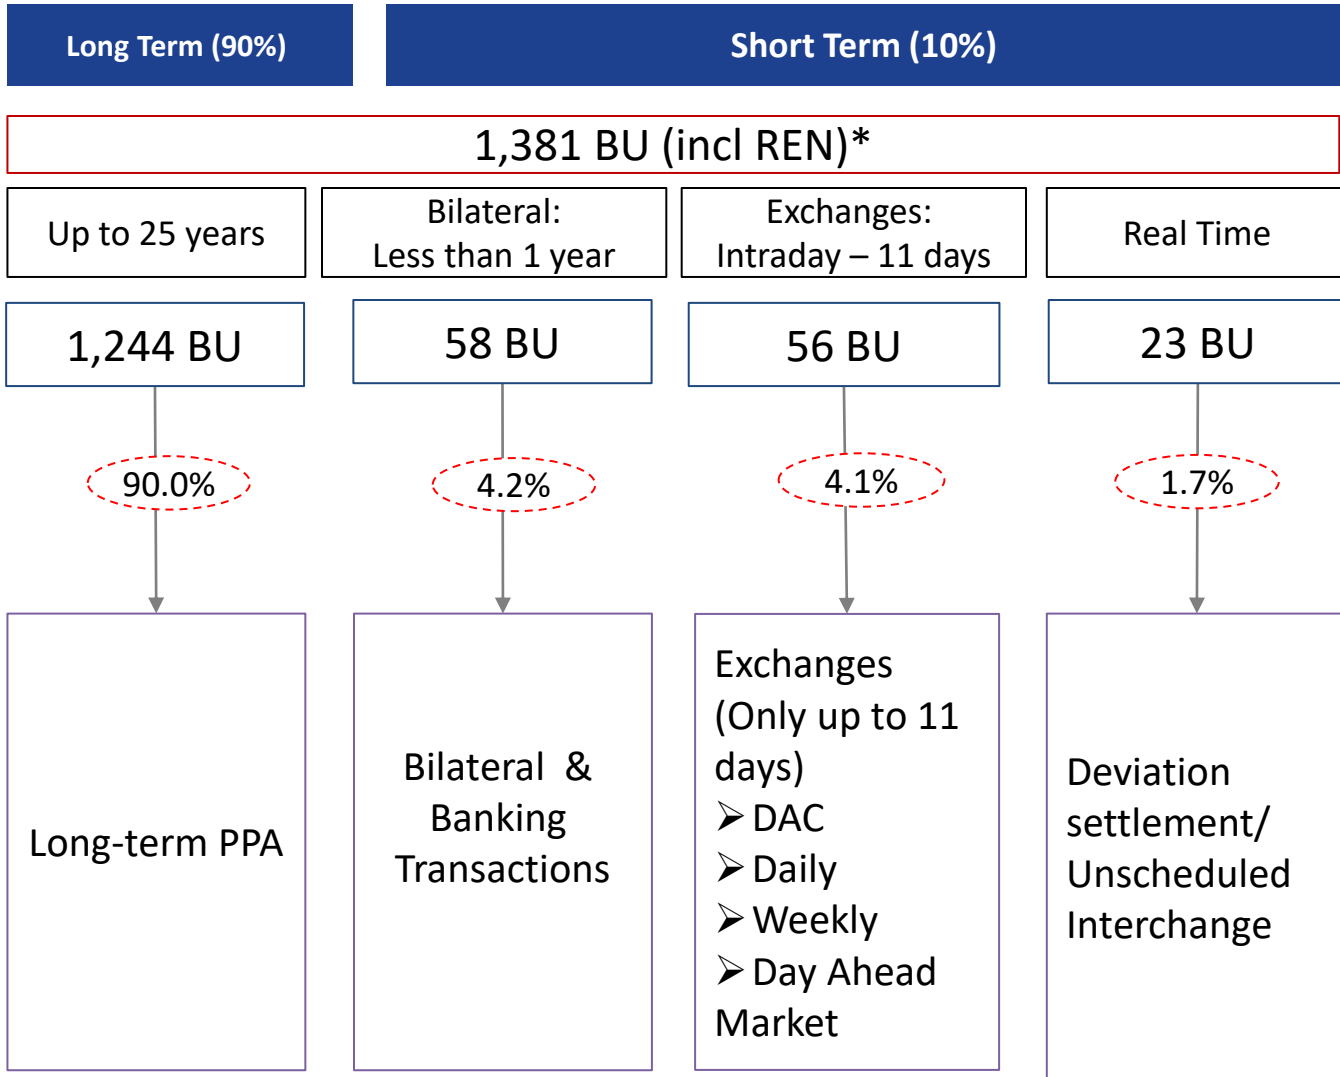 Long Term (90%)
Short Term (10%)
1,381 BU (incl REN)*
Up to 25 years
Bilateral:
Less than 1 year
Exchanges:
Intraday – 11 days
Real Time
1,244 BU
58 BU
56 BU
23 BU
90.0%
4.2%
4.1%
1.7%
Long-term PPA
Bilateral &
Banking
Transactions
Exchanges
(Only up to 11
days)
➢ DAC
➢ Daily
➢ Weekly
➢ Day Ahead
Market
Deviation
settlement/
Unscheduled
Interchange